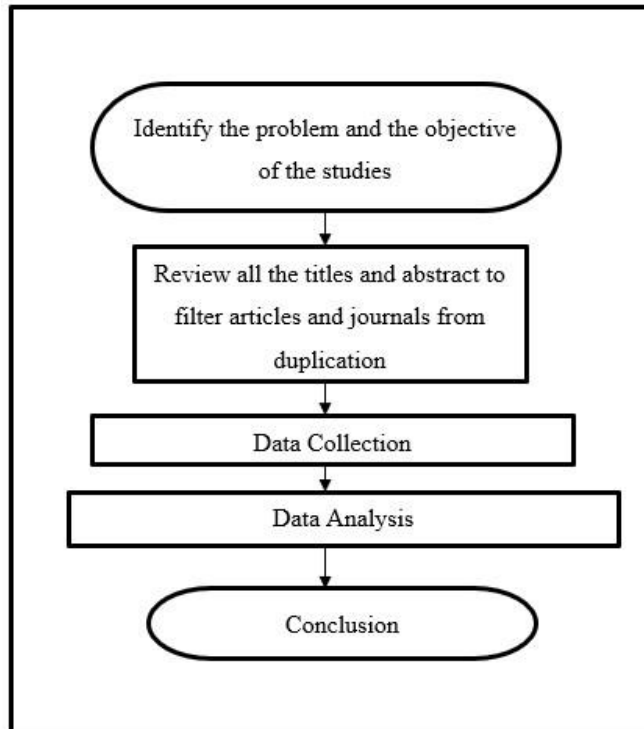 Identify the problem and the objective
of the studies
Review all the titles and abstract to
filter articles and journals from
duplication
Data Collection
Data Analysis
Conclusion